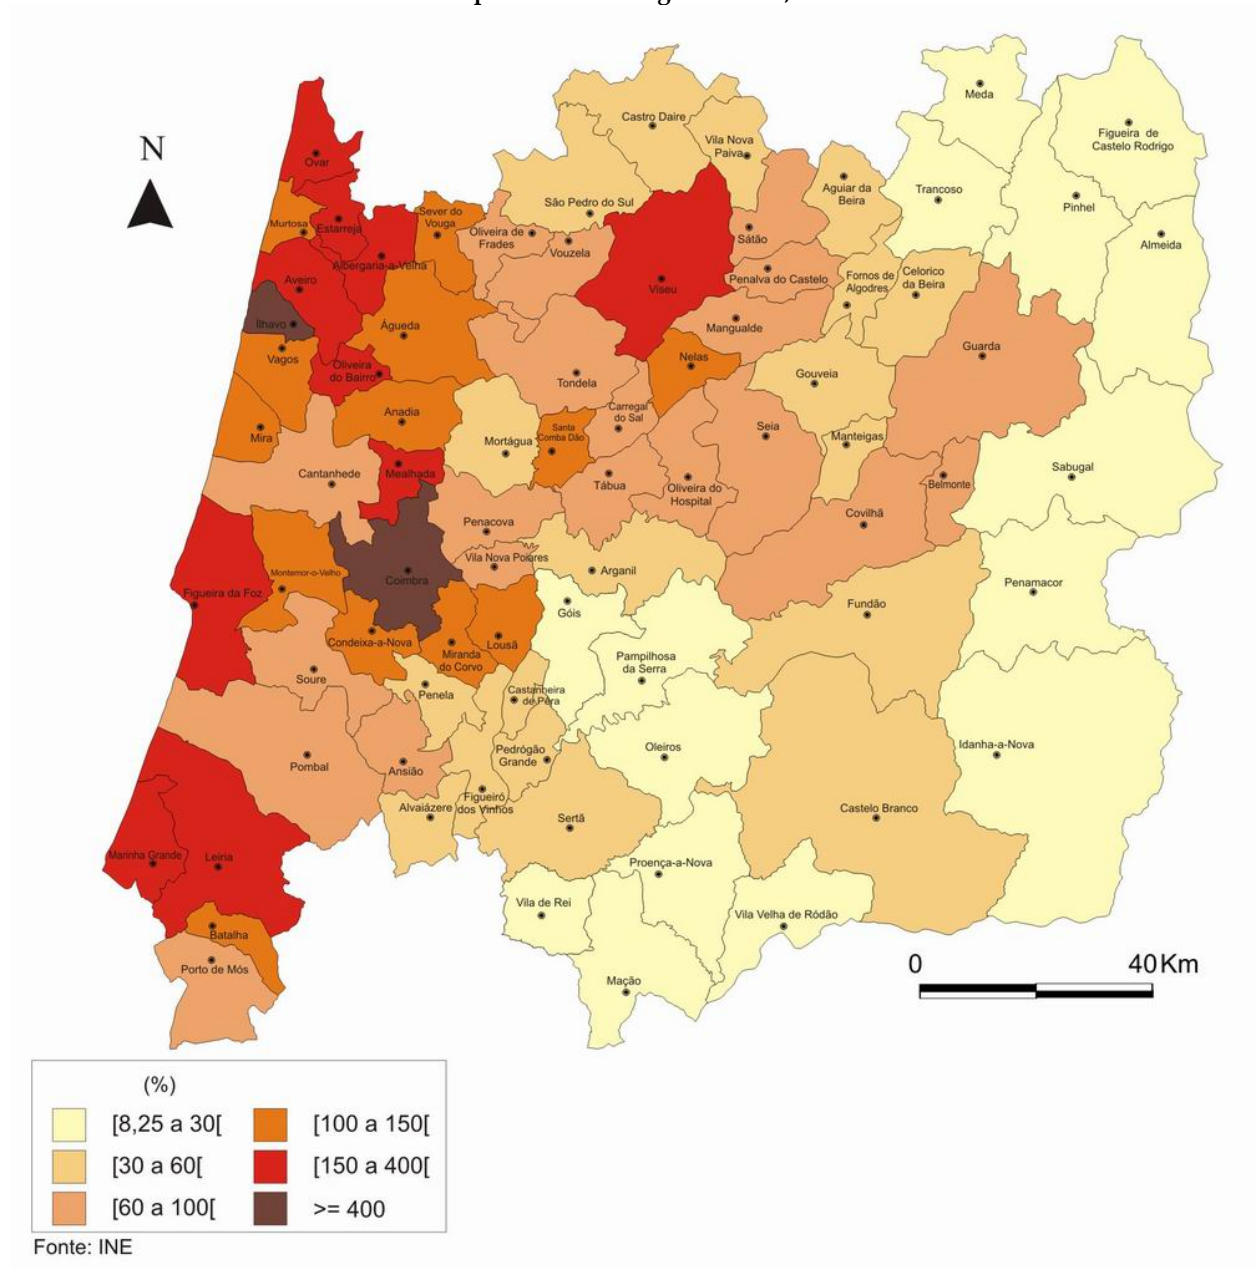 N
Meda
Figueira de
Castelo Rodrigo
Castro Daire
Vila Nova
Paiva
Ovar
Aguiar da
Beira
Trancoso
Pinhel
São Pedro do Sul
Sever do
Vouga
Murtosa
Estarreja
Oliveira de
Frades
Vouzela
Sátão
Almeida
Albergaria-a-Velha
Aveiro
Viseu
Penalva do Castelo
Fornos de
Algodres
Celorico
da Beira
Ilhavo
Águeda
Mangualde
Guarda
Vagos
Oliveira
do Bairro
Nelas
Gouveia
Tondela
Anadia
Carregal
do Sal
Seia
Mira
Santa
Comba Dão
Mortágua
Manteigas
Cantanhede
Mealhada
Tábua
Oliveira do
Hospital
Belmonte
Sabugal
Covilhã
Penacova
Vila Nova Poiares
Arganil
Coimbra
Montemor-o-Velho
Figueira da Foz
Góis
Fundão
Penamacor
Condeixa-a-Nova
Miranda
do Corvo
Lousã
Pampilhosa
da Serra
Soure
Penela
Castanheira
de Pêra
Pombal
Ansião
Pedrógão
Grande
Oleiros
Idanha-a-Nova
Alvaiázere
Figueiró
dos Vinhos
Sertã
Castelo Branco
Marinha Grande
Leiria
Proença-a-Nova
Vila de Rei
Vila Velha de Ródão
Batalha
Porto de Mós
Mação
0 40 Km
(%)
[8,25 a 30[
[30 a 60[
[60 a 100[
[100 a 150[
[150 a 400[
>= 400
Fonte: INE